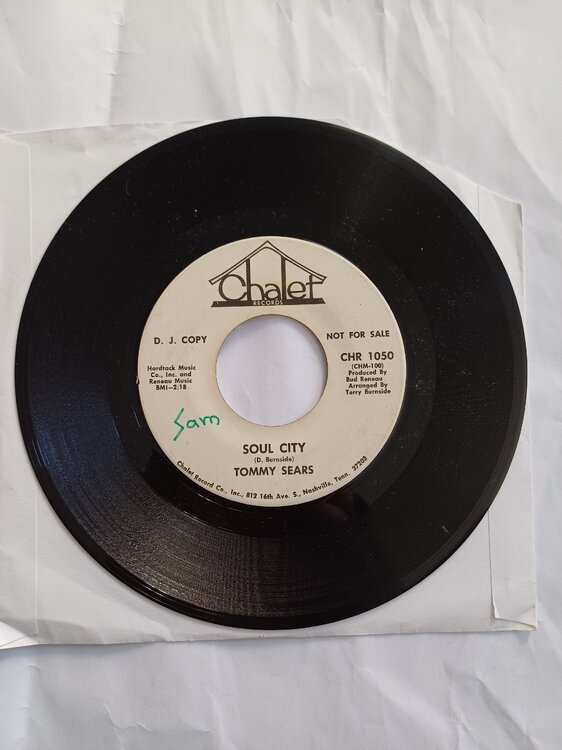 Chalet
RECORDS
D. J. COPY
NOT FOR SALE
Hardtack Music
Co., Inc. and
Reneau Music
BMI-2:18
CHR 1050
(CHM-100)
Produced By
Bud Reneau
Arranged By
Terry Burnside
Sam
SOUL CITY
(D. Burnside)
TOMMY SEARS
Chalet Record Co., Inc., 812 16th Ave. S., Nashville, Tenn. 37203